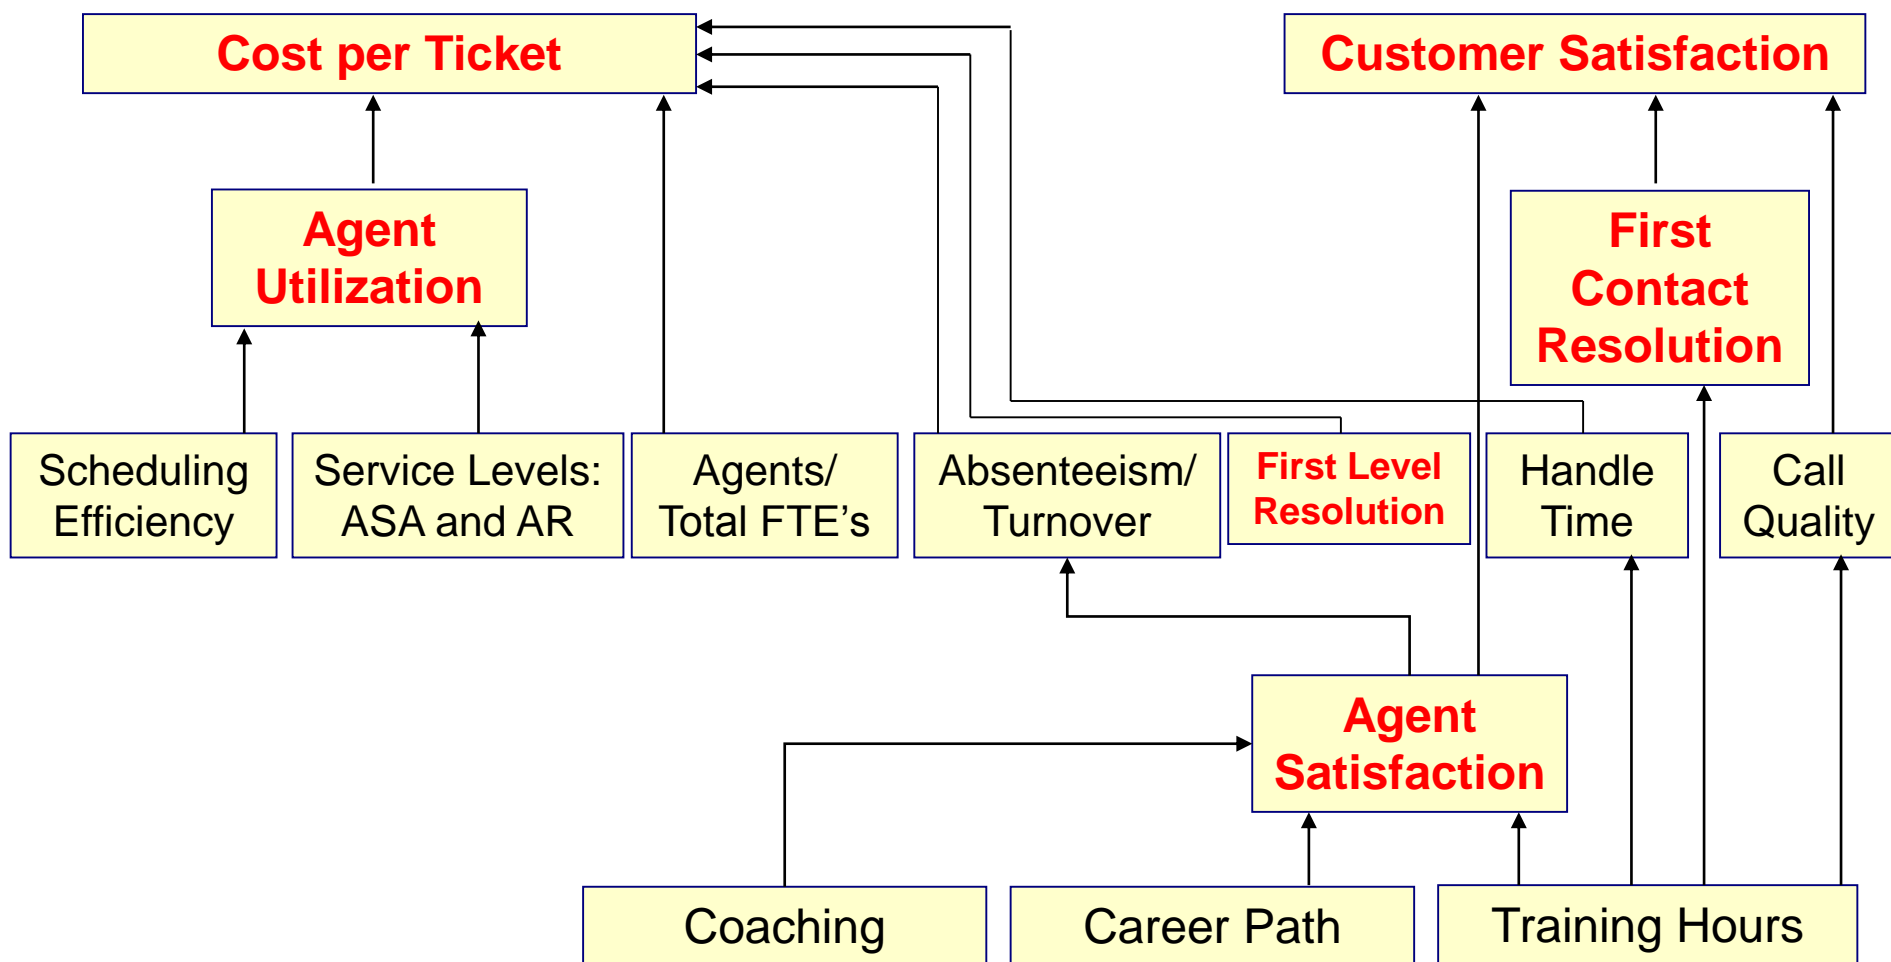 Cost per Ticket
Customer Satisfaction
Agent
Utilization
First
Contact
Resolution
Scheduling
Efficiency
Service Levels:
ASA and AR
Agents/
Total FTE’s
Absenteeism/
Turnover
First Level
Resolution
Handle
Time
Call
Quality
Agent
Satisfaction
Coaching
Career Path
Training Hours